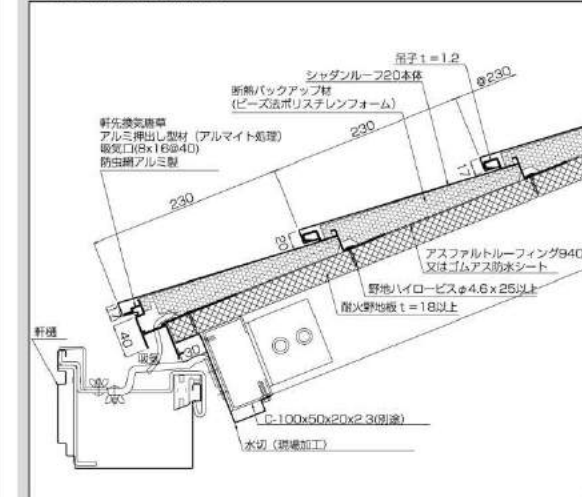 吊子t=1.2
シャダンルーフ20本体
@230
断熱バックアップ材
(ビーズ法ポリスチレンフォーム)
230
軒先換気唐草
アルミ押出し型材（アルマイト処理）
吸気口(8x16@40)
防虫網アルミ製
17
230
20
アスファルトルーフィング940
又はゴムアス防水シート
野地ハイロービスφ4.6x25以上
耐火野地板t=18以上
17
40
軒樋
吸気
30
C-100x50x20x2.3(別途)
水切（現場加工）